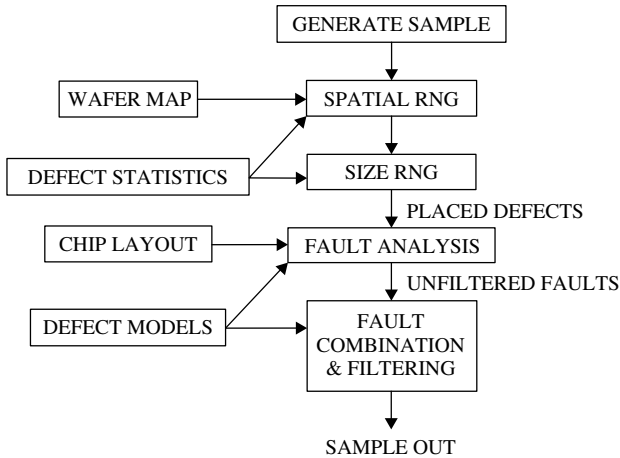 GENERATE SAMPLE
WAFER MAP
SPATIAL RNG
DEFECT STATISTICS
SIZE RNG
PLACED DEFECTS
CHIP LAYOUT
FAULT ANALYSIS
UNFILTERED FAULTS
DEFECT MODELS
FAULT
COMBINATION
& FILTERING
SAMPLE OUT